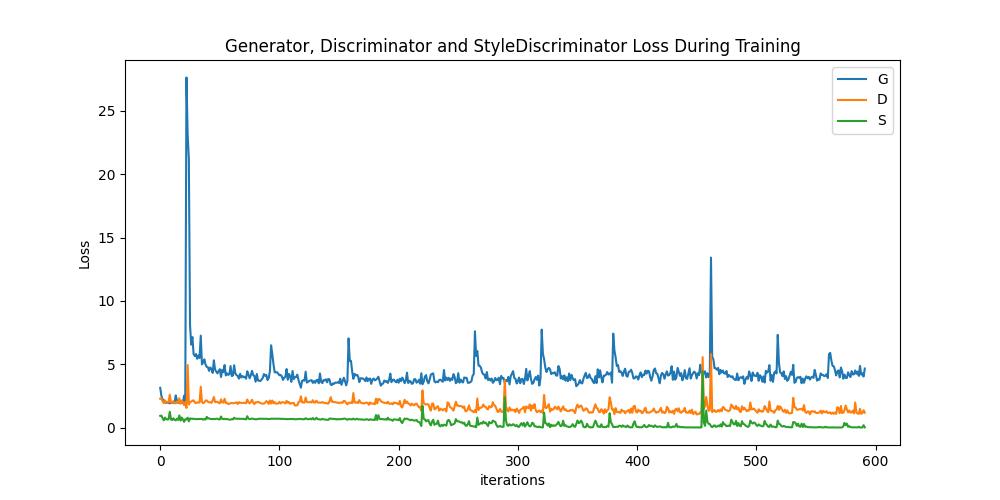 Generator, Discriminator and StyleDiscriminator Loss During Training
G
D
S
25
20
15
10
5
0
Loss
0 100 200 300 400 500 600
iterations